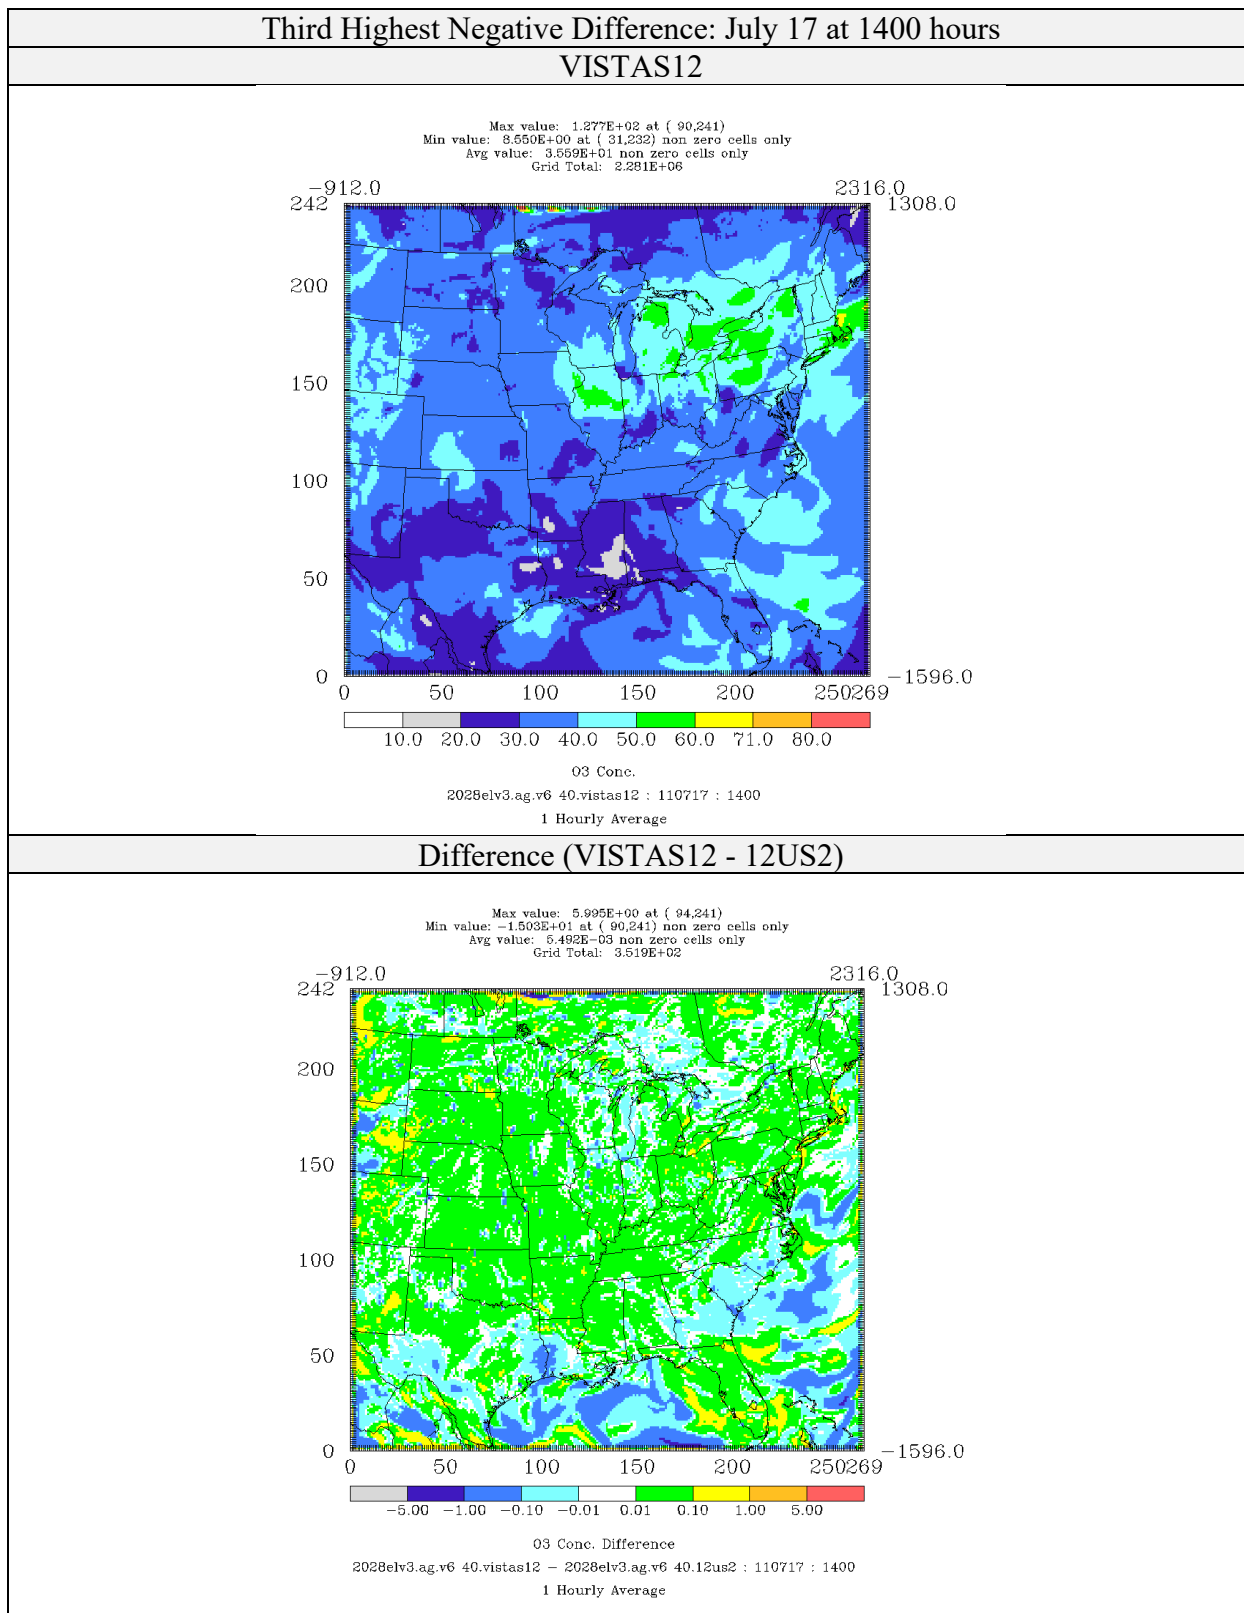 Third Highest Negative Difference: July 17 at 1400 hours
VISTAS12
Max value: 1.277E+02 at ( 90,241)
Min value: 8.550E+00 at ( 31,232) non zero cells only
Avg value: 3.559E+01 non zero cells only
Grid Total: 2.281E+06
-912.0 2316.0
242 1308.0
200
150
100
50
0 -1596.0
0 50 100 150 200 250269
10.0 20.0 30.0 40.0 50.0 60.0 71.0 80.0
O3 Conc.
2028elv3.ag.v6 40.vistas12 : 110717 : 1400
1 Hourly Average
Difference (VISTAS12 - 12US2)
Max value: 5.995E+00 at ( 94,241)
Min value: -1.503E+01 at ( 90,241) non zero cells only
Avg value: 5.492E-03 non zero cells only
Grid Total: 3.519E+02
-912.0 2316.0
242 1308.0
200
150
100
50
0 -1596.0
0 50 100 150 200 250269
-5.00 -1.00 -0.10 -0.01 0.01 0.10 1.00 5.00
O3 Conc. Difference
2028elv3.ag.v6 40.vistas12 - 2028elv3.ag.v6 40.12us2 : 110717 : 1400
1 Hourly Average